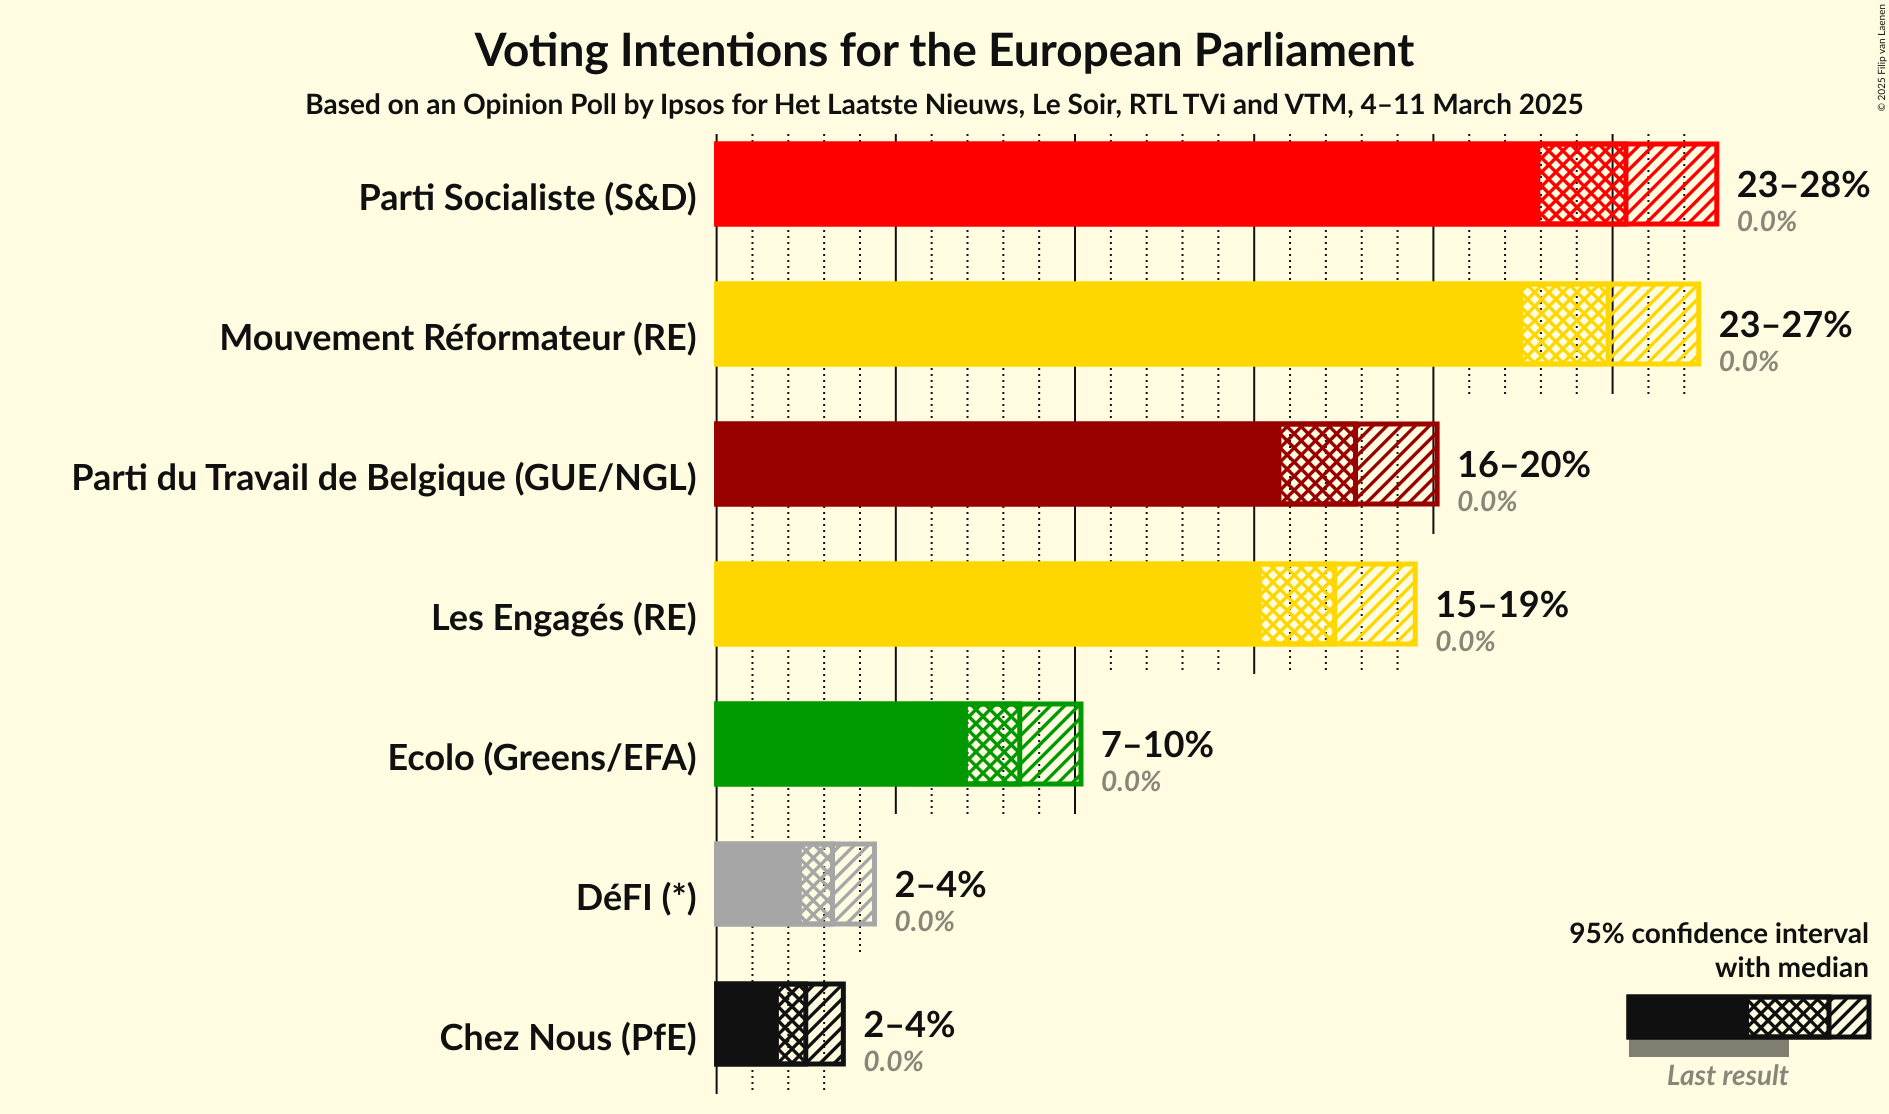 Voting Intentions for the European Parliament
Based on an Opinion Poll by Ipsos for Het Laatste Nieuws, Le Soir, RTL TVi and VTM, 4–11 March 2025
© 2025 Filip van Laenen
Parti Socialiste (S&D)
23–28%
0.0%
Mouvement Réformateur (RE)
23–27%
0.0%
Parti du Travail de Belgique (GUE/NGL)
16–20%
0.0%
Les Engagés (RE)
15–19%
0.0%
Ecolo (Greens/EFA)
7–10%
0.0%
DéFI (*)
2–4%
0.0%
Chez Nous (PfE)
2–4%
0.0%
95% confidence interval
with median
Last result